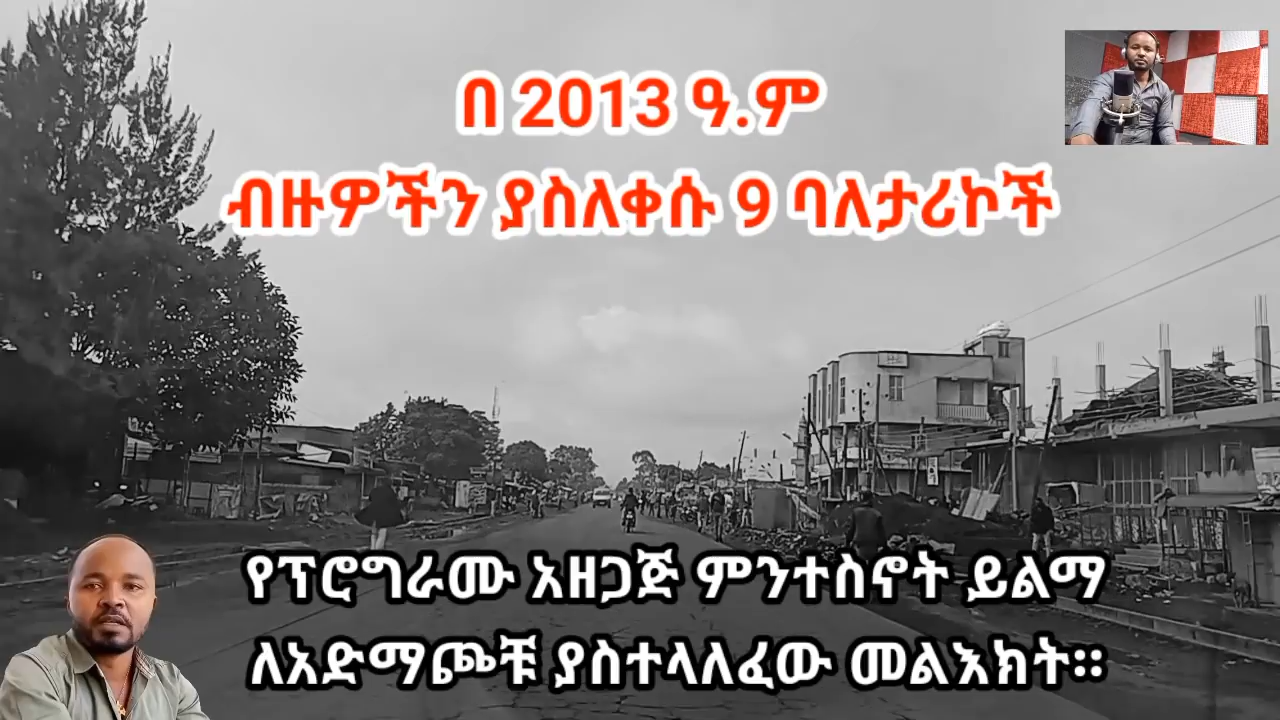 በ 2013 ዓ.ም
ብዙዎችን ያስለቀሱ 9 ባለታሪኮች
የፕሮግራሙ አዘጋጅ ምንተስኖት ይልማ
ለአድማጮቹ ያስተላለፈው መልእክት።